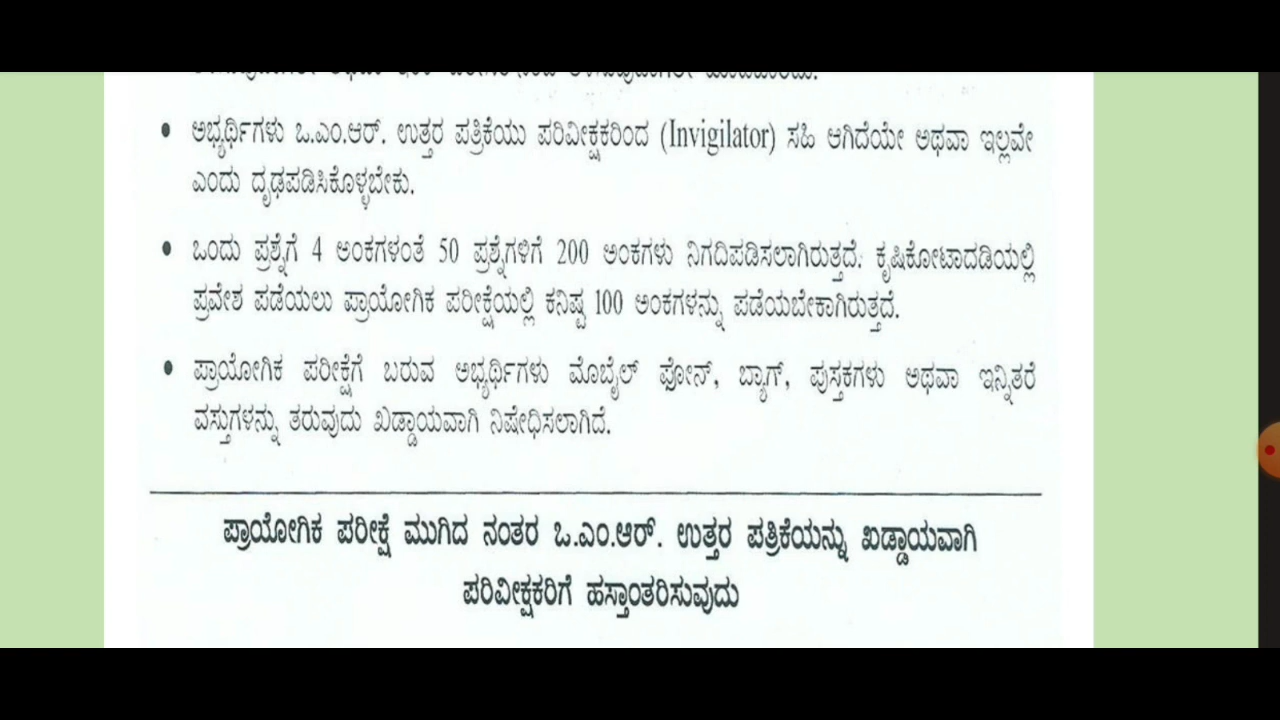 • ಅಭ್ಯರ್ಥಿಗಳು ಒ.ಎಂ.ಆರ್. ಉತ್ತರ ಪತ್ರಿಕೆಯು ಪರಿವೀಕ್ಷಕರಿಂದ (Invigilator) ಸಹಿ ಆಗಿದೆಯೇ ಅಥವಾ ಇಲ್ಲವೇ
ಎಂದು ದೃಢಪಡಿಸಿಕೊಳ್ಳಬೇಕು.
• ಒಂದು ಪ್ರಶ್ನೆಗೆ 4 ಅಂಕಗಳಂತೆ 50 ಪ್ರಶ್ನೆಗಳಿಗೆ 200 ಅಂಕಗಳು ನಿಗದಿಪಡಿಸಲಾಗಿರುತ್ತದೆ. ಕೃಷಿಕೋಟಾದಡಿಯಲ್ಲಿ
ಪ್ರವೇಶ ಪಡೆಯಲು ಪ್ರಾಯೋಗಿಕ ಪರೀಕ್ಷೆಯಲ್ಲಿ ಕನಿಷ್ಟ 100 ಅಂಕಗಳನ್ನು ಪಡೆಯಬೇಕಾಗಿರುತ್ತದೆ.
• ಪ್ರಾಯೋಗಿಕ ಪರೀಕ್ಷೆಗೆ ಬರುವ ಅಭ್ಯರ್ಥಿಗಳು ಮೊಬೈಲ್ ಫೋನ್, ಬ್ಯಾಗ್, ಪುಸ್ತಕಗಳು ಅಥವಾ ಇನ್ನಿತರೆ
ವಸ್ತುಗಳನ್ನು ತರುವುದು ಖಡ್ಡಾಯವಾಗಿ ನಿಷೇಧಿಸಲಾಗಿದೆ.
ಪ್ರಾಯೋಗಿಕ ಪರೀಕ್ಷೆ ಮುಗಿದ ನಂತರ ಒ.ಎಂ.ಆರ್. ಉತ್ತರ ಪತ್ರಿಕೆಯನ್ನು ಖಡ್ಡಾಯವಾಗಿ
ಪರಿವೀಕ್ಷಕರಿಗೆ ಹಸ್ತಾಂತರಿಸುವುದು